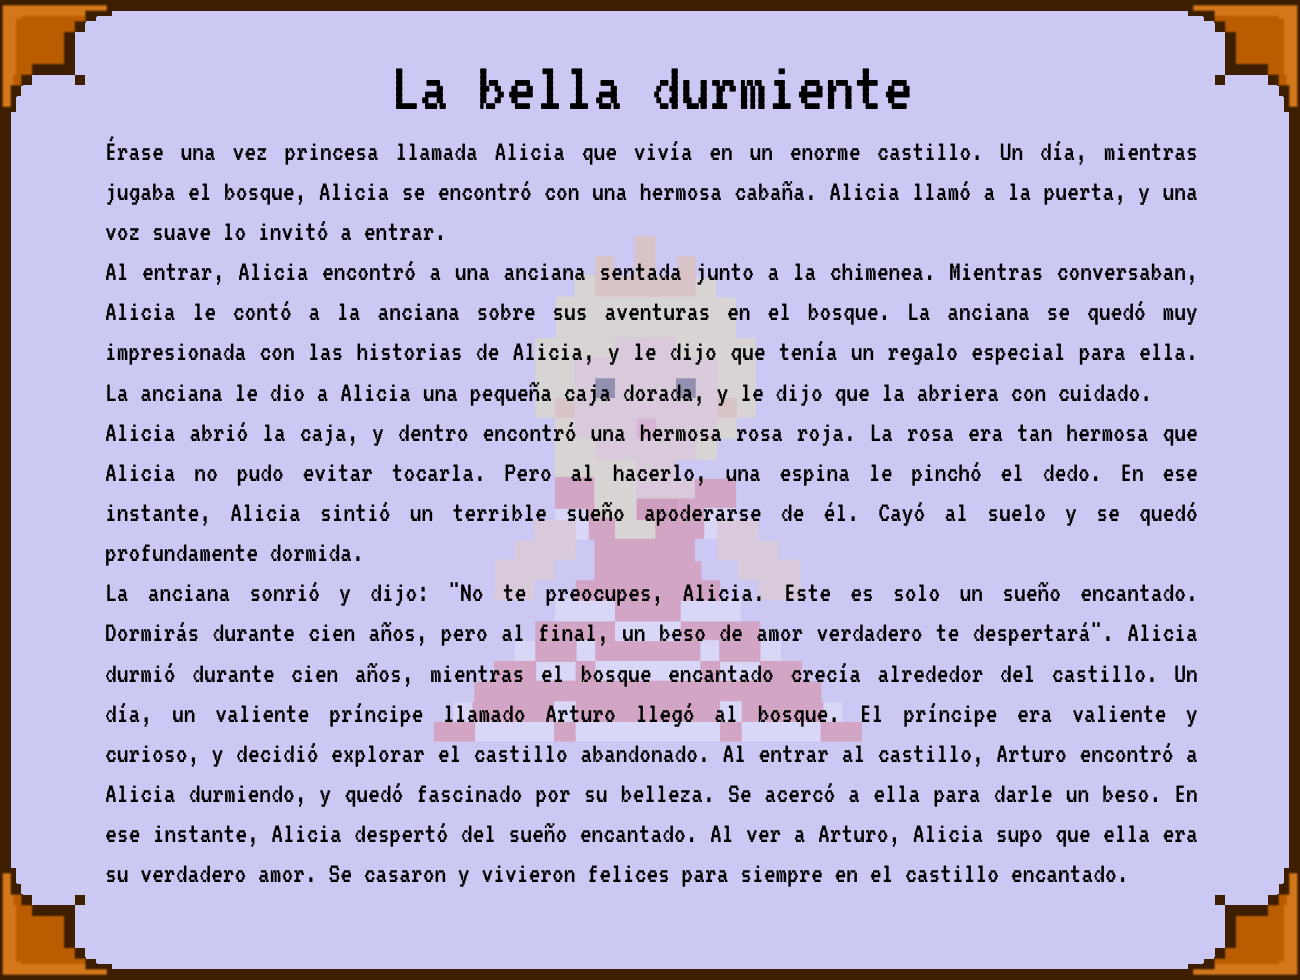 La bella durmiente
Érase una vez princesa llamada Alicia que vivía en un enorme castillo. Un día, mientras
jugaba el bosque, Alicia se encontró con una hermosa cabaña. Alicia llamó a la puerta, y una
voz suave lo invitó a entrar.
Al entrar, Alicia encontró a una anciana sentada junto a la chimenea. Mientras conversaban,
Alicia le contó a la anciana sobre sus aventuras en el bosque. La anciana se quedó muy
impresionada con las historias de Alicia, y le dijo que tenía un regalo especial para ella.
La anciana le dio a Alicia una pequeña caja dorada, y le dijo que la abriera con cuidado.
Alicia abrió la caja, y dentro encontró una hermosa rosa roja. La rosa era tan hermosa que
Alicia no pudo evitar tocarla. Pero al hacerlo, una espina le pinchó el dedo. En ese
instante, Alicia sintió un terrible sueño apoderarse de él. Cayó al suelo y se quedó
profundamente dormida.
La anciana sonrió y dijo: "No te preocupes, Alicia. Este es solo un sueño encantado.
Dormirás durante cien años, pero al final, un beso de amor verdadero te despertará". Alicia
durmió durante cien años, mientras el bosque encantado crecía alrededor del castillo. Un
día, un valiente príncipe llamado Arturo llegó al bosque. El príncipe era valiente y
curioso, y decidió explorar el castillo abandonado. Al entrar al castillo, Arturo encontró a
Alicia durmiendo, y quedó fascinado por su belleza. Se acercó a ella para darle un beso. En
ese instante, Alicia despertó del sueño encantado. Al ver a Arturo, Alicia supo que ella era
su verdadero amor. Se casaron y vivieron felices para siempre en el castillo encantado.